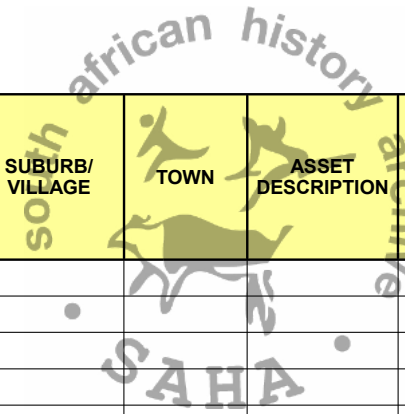 south african history archive
SUBURB/
VILLAGE
TOWN
ASSET
DESCRIPTION
SAHA